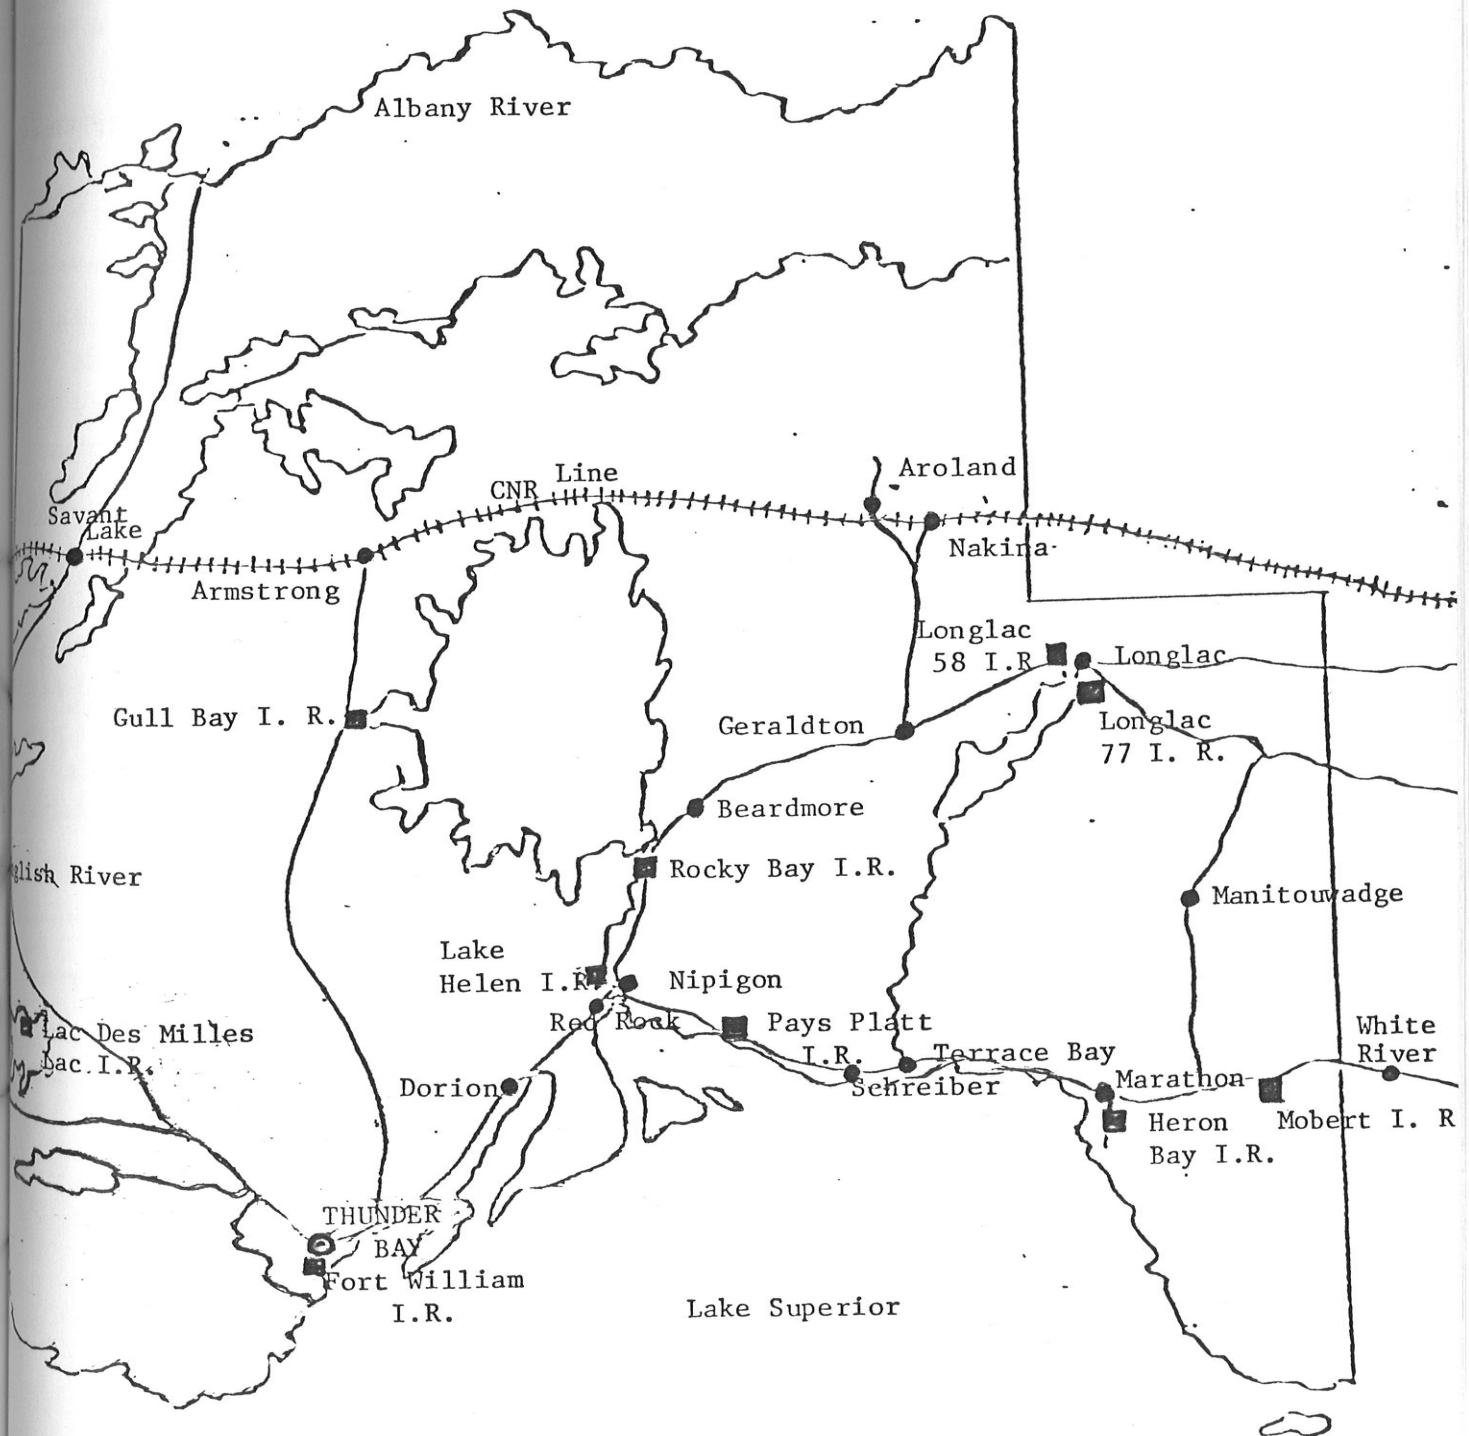 Albany River
Line
CNR
Aroland
Savant
Lake
Nakina
Armstrong
Longlac
58 I.R
Longlac
Gull Bay I. R.
Geraldton
Longlac
77 I. R.
Beardmore
Rocky Bay I.R.
glish River
Manitouwadge
Lake
Helen I.R.
Nipigon
Red Rock
Pays Platt
I.R.
Lac Des Milles
Lac I.R.
White
River
Terrace Bay
Schreiber
Marathon
Dorion
Heron
Bay I.R.
Mobert I. R
THUNDER
BAY
Fort William
I.R.
Lake Superior